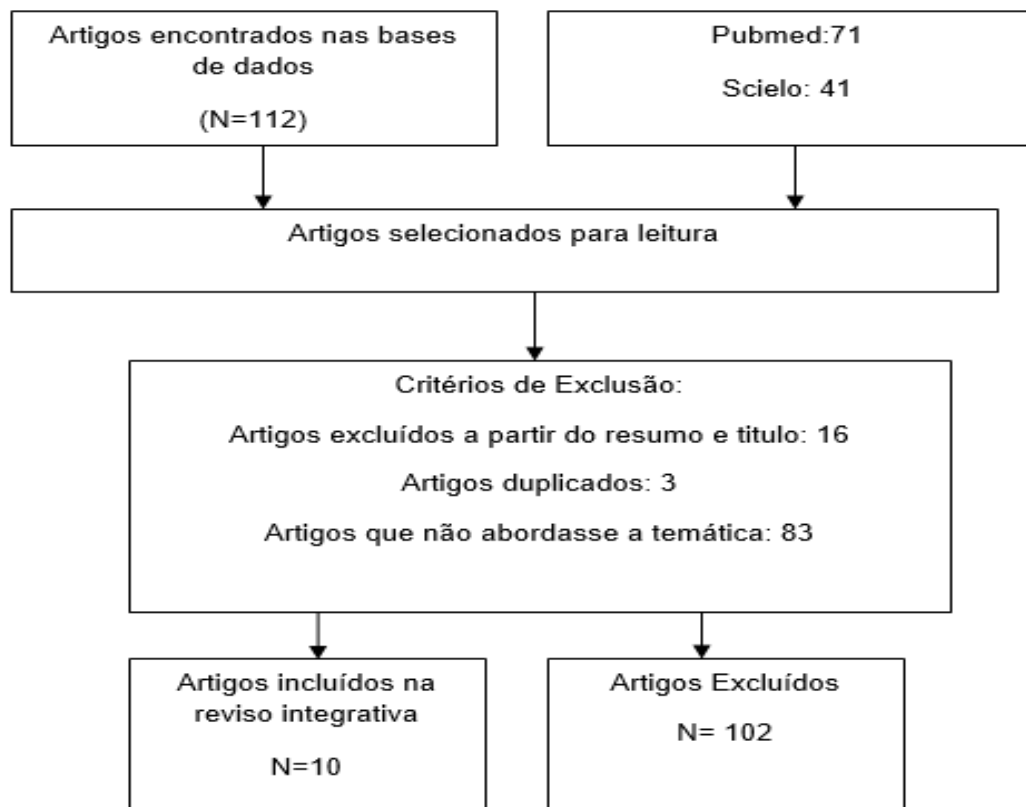 Artigos encontrados nas bases
de dados
(N=112)
Pubmed:71
Scielo: 41
Artigos selecionados para leitura
Critérios de Exclusão:
Artigos excluídos a partir do resumo e titulo: 16
Artigos duplicados: 3
Artigos que não abordasse a temática: 83
Artigos incluídos na
reviso integrativa
N=10
Artigos Excluídos
N= 102